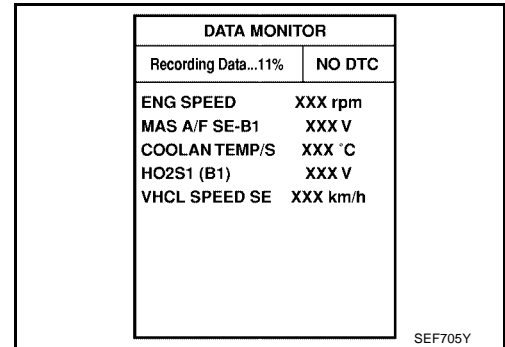 DATA MONITOR
Recording Data...11% NO DTC
ENG SPEED XXX rpm
MAS A/F SE-B1 XXX V
COOLAN TEMP/S XXX °C
HO2S1 (B1) XXX V
VHCL SPEED SE XXX km/h
SEF705Y